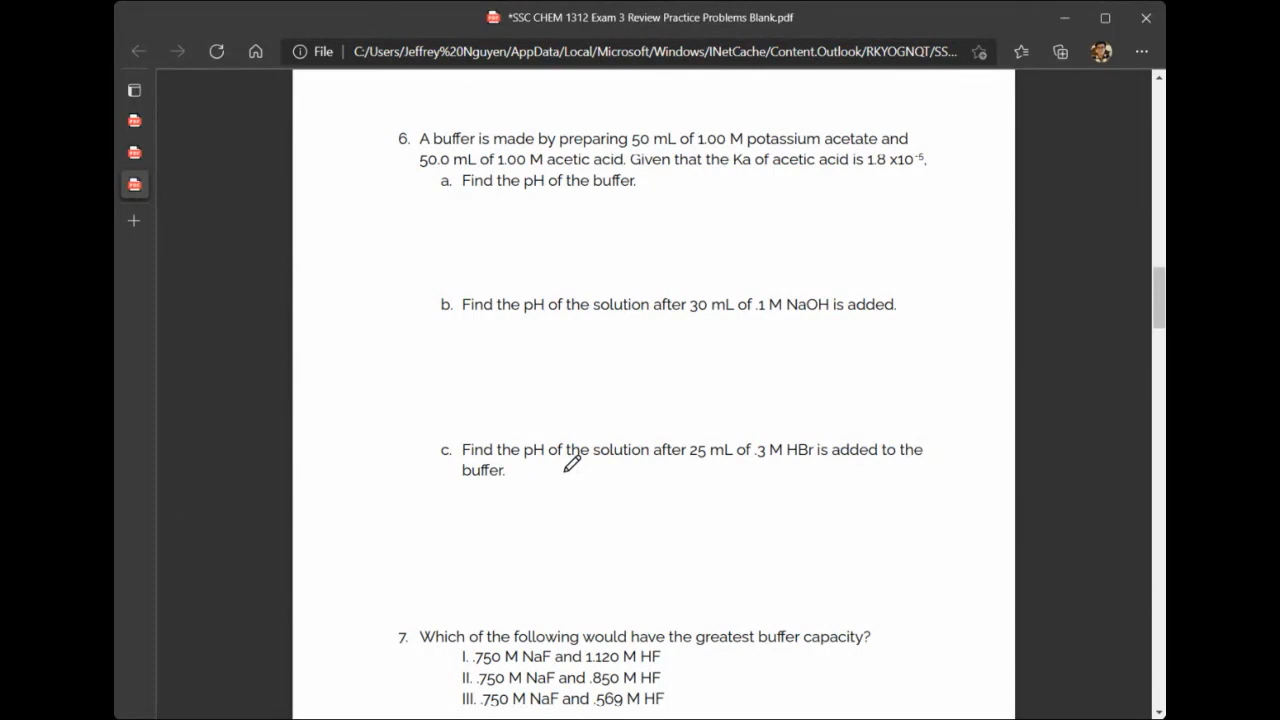 *SSC CHEM 1312 Exam 3 Review Practice Problems Blank.pdf
File C:/Users/Jeffrey%20Nguyen/AppData/Local/Microsoft/Windows/INetCache/Content.Outlook/RKYOGNQT/SS...
6. A buffer is made by preparing 50 mL of 1.00 M potassium acetate and
50.0 mL of 1.00 M acetic acid. Given that the Ka of acetic acid is 1.8 x10⁻⁵,
a. Find the pH of the buffer.
b. Find the pH of the solution after 30 mL of .1 M NaOH is added.
c. Find the pH of the solution after 25 mL of .3 M HBr is added to the
buffer.
7. Which of the following would have the greatest buffer capacity?
I. .750 M NaF and 1.120 M HF
II. .750 M NaF and .850 M HF
III. .750 M NaF and .569 M HF